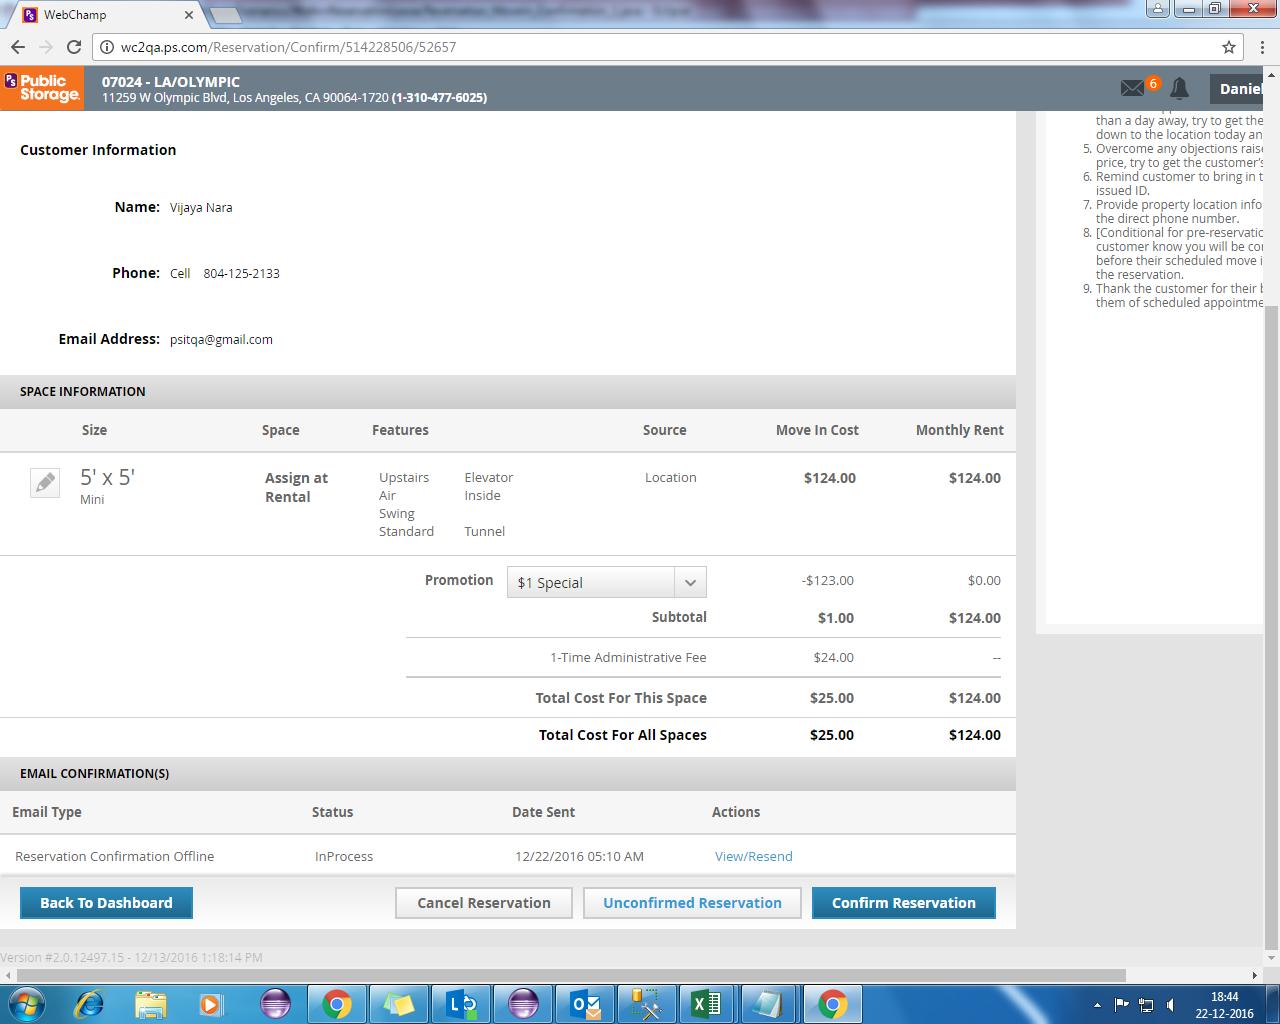 WebChamp
wc2qa.ps.com/Reservation/Confirm/514228506/52657
PS Public Storage
07024 - LA/OLYMPIC
11259 W Olympic Blvd, Los Angeles, CA 90064-1720 (1-310-477-6025)
6
Daniel
than a day away, try to get the
down to the location today an
5. Overcome any objections raise
price, try to get the customer's
6. Remind customer to bring in t
issued ID.
7. Provide property location info
the direct phone number.
8. [Conditional for pre-reservatio
customer know you will be co
before their scheduled move i
the reservation.
9. Thank the customer for their b
them of scheduled appointme
Customer Information
Name: Vijaya Nara
Phone: Cell 804-125-2133
Email Address: psitqa@gmail.com
SPACE INFORMATION
Size Space Features Source Move In Cost Monthly Rent
5' x 5' Assign at Upstairs Elevator Location $124.00 $124.00
Mini Rental Air Inside
Swing
Standard Tunnel
Promotion $1 Special -$123.00 $0.00
Subtotal $1.00 $124.00
1-Time Administrative Fee $24.00 --
Total Cost For This Space $25.00 $124.00
Total Cost For All Spaces $25.00 $124.00
EMAIL CONFIRMATION(S)
Email Type Status Date Sent Actions
Reservation Confirmation Offline InProcess 12/22/2016 05:10 AM View/Resend
Back To Dashboard Cancel Reservation Unconfirmed Reservation Confirm Reservation
Version #2.0.12497.15 - 12/13/2016 1:18:14 PM
18:44
22-12-2016